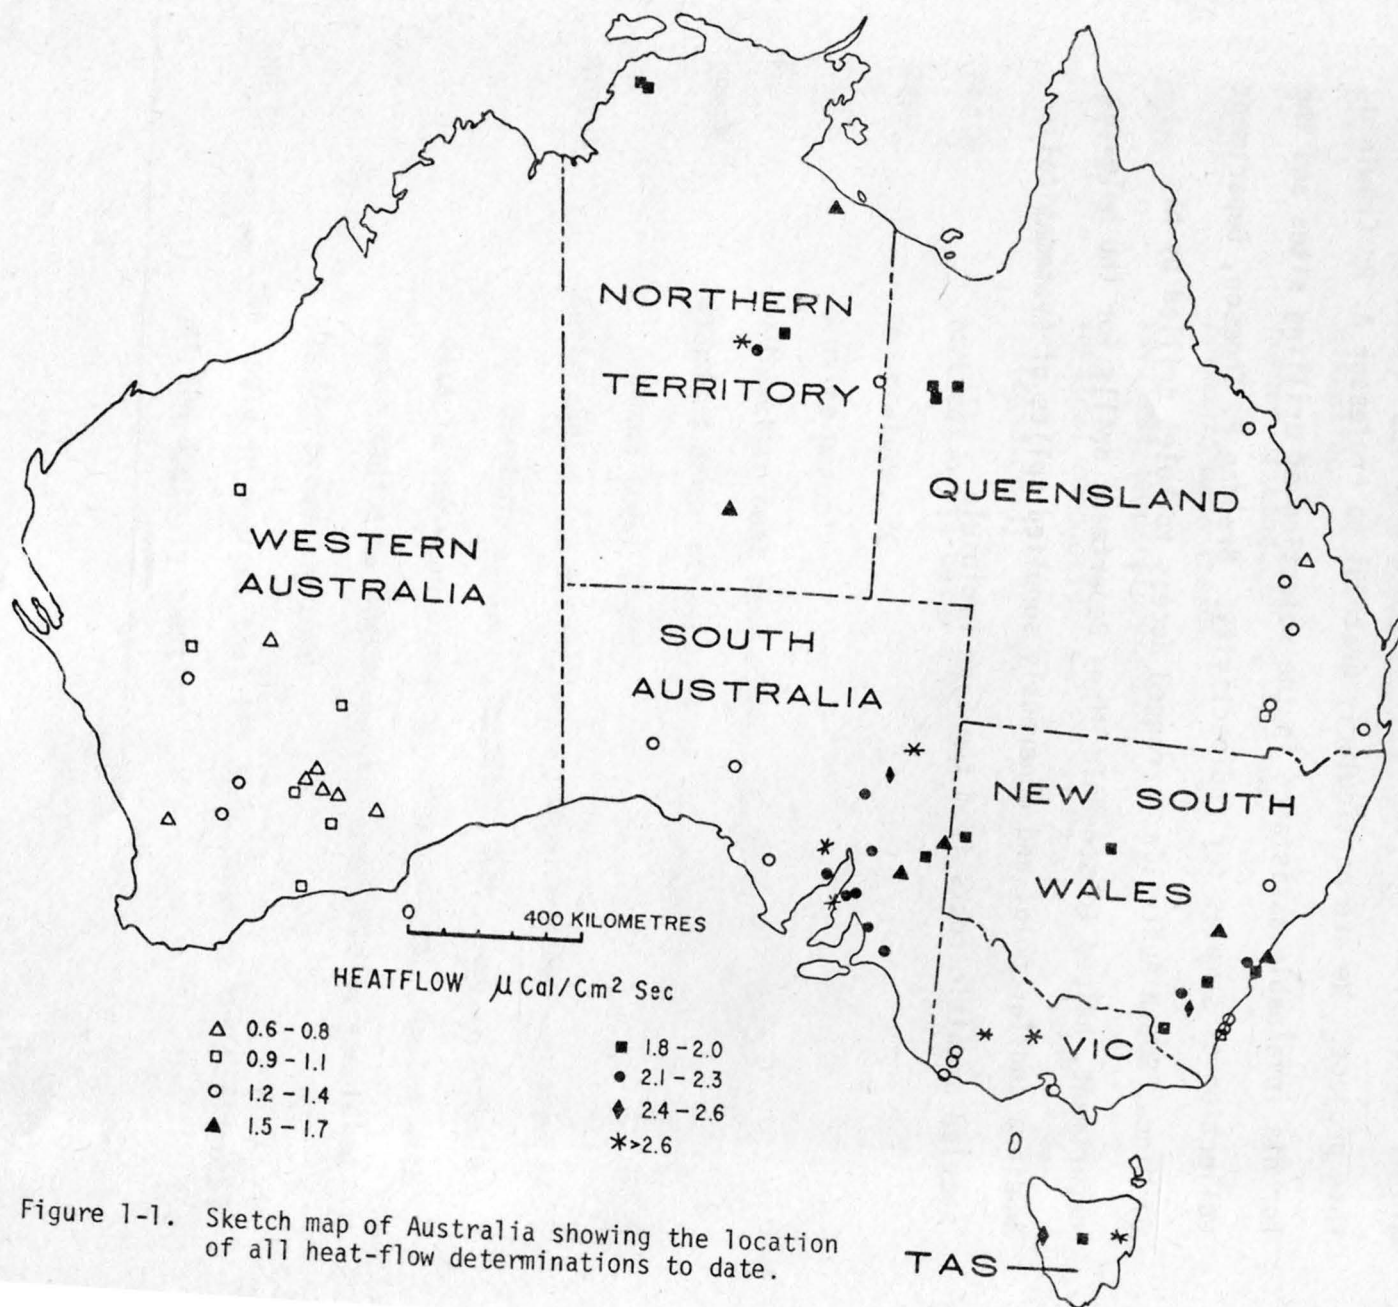 NORTHERN
TERRITORY
QUEENSLAND
WESTERN
AUSTRALIA
SOUTH
AUSTRALIA
NEW SOUTH
WALES
VIC
TAS
0 400 KILOMETRES
HEATFLOW μ Cal/Cm² Sec
△ 0.6 – 0.8
□ 0.9 – 1.1
○ 1.2 – 1.4
▲ 1.5 – 1.7
■ 1.8 – 2.0
● 2.1 – 2.3
♦ 2.4 – 2.6
* >2.6
Figure 1-1. Sketch map of Australia showing the location
of all heat-flow determinations to date.